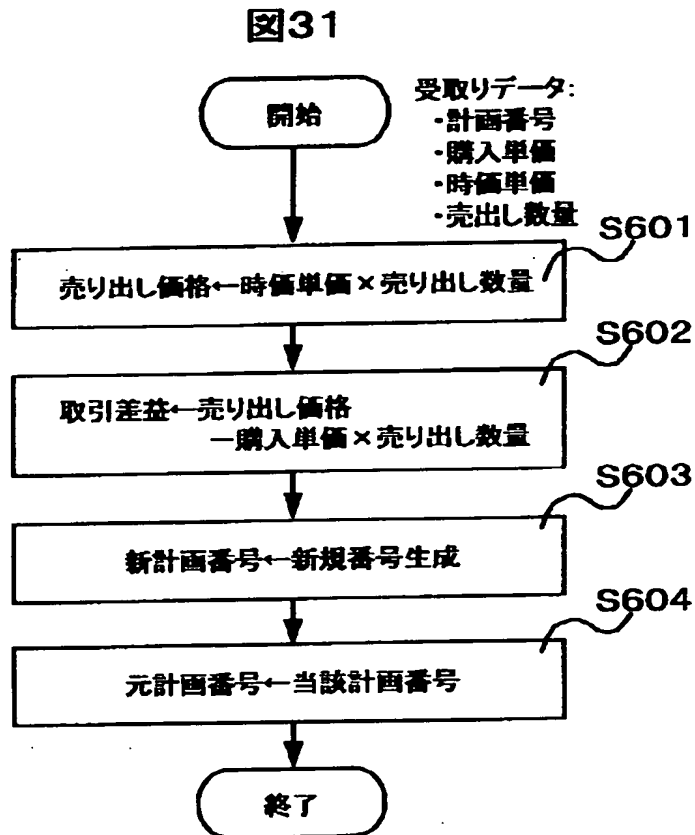 図31
開始
受取りデータ:
・計画番号
・購入単価
・時価単価
・売出し数量
S601
売り出し価格←時価単価×売り出し数量
S602
取引差益←売り出し価格
－購入単価×売り出し数量
S603
新計画番号←新規番号生成
S604
元計画番号←当該計画番号
終了